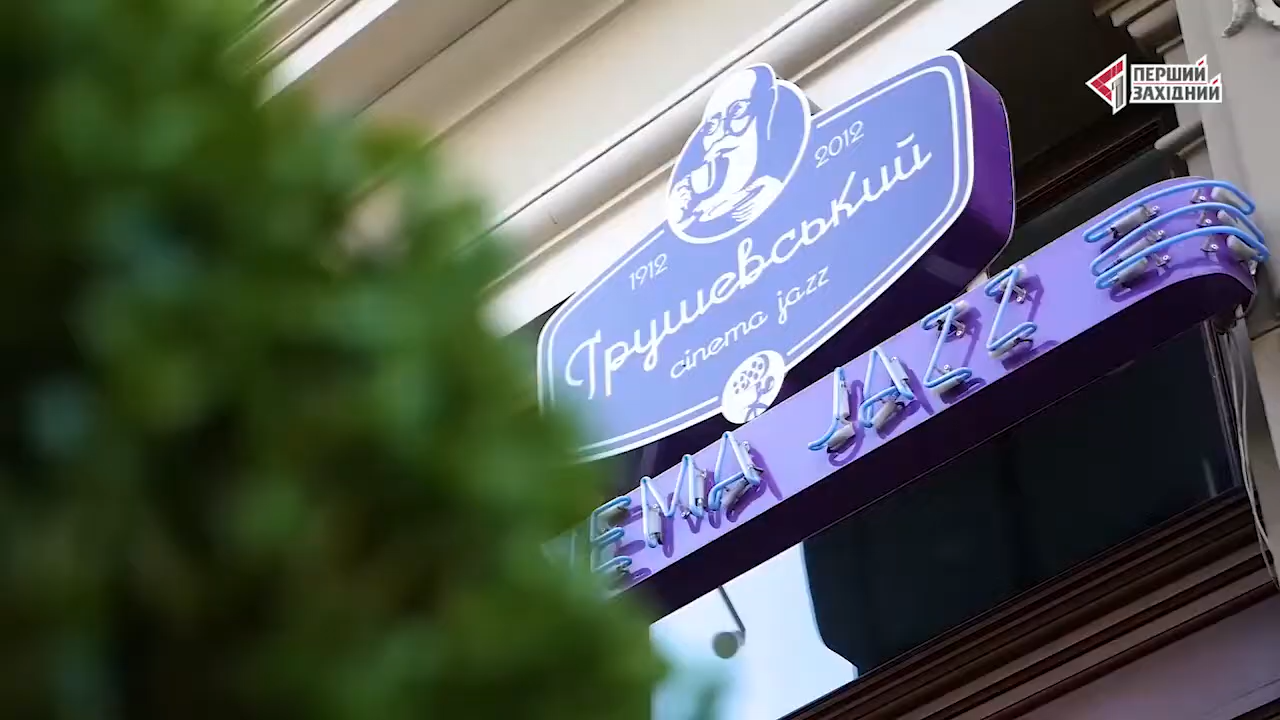 ПЕРШИЙ
ЗАХІДНИЙ
1912
2012
Грушевський
cinema jazz
EMA JAZZ